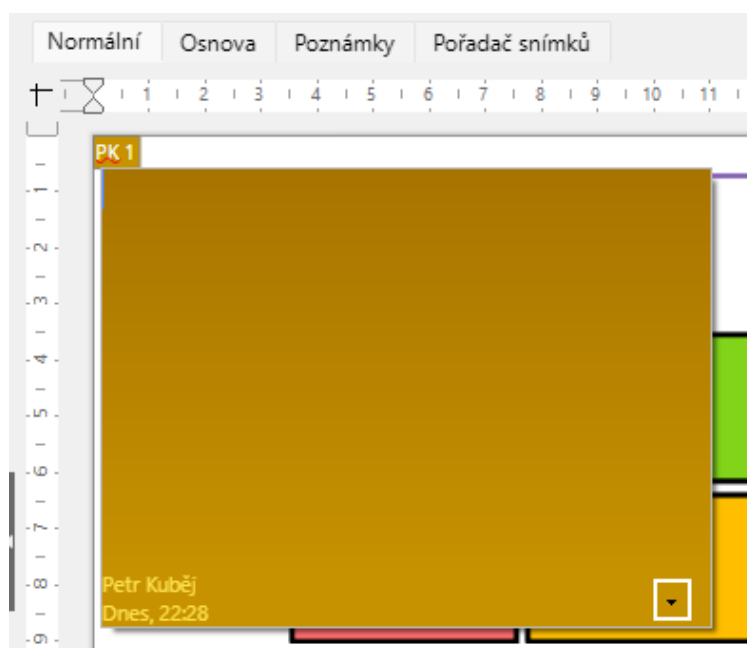 Normální Osnova Poznámky Pořadač snímků
1 2 3 4 5 6 7 8 9 10 11
PK 1
1
2
3
4
5
6
7
8
9
Petr Kuběj
Dnes, 22:28